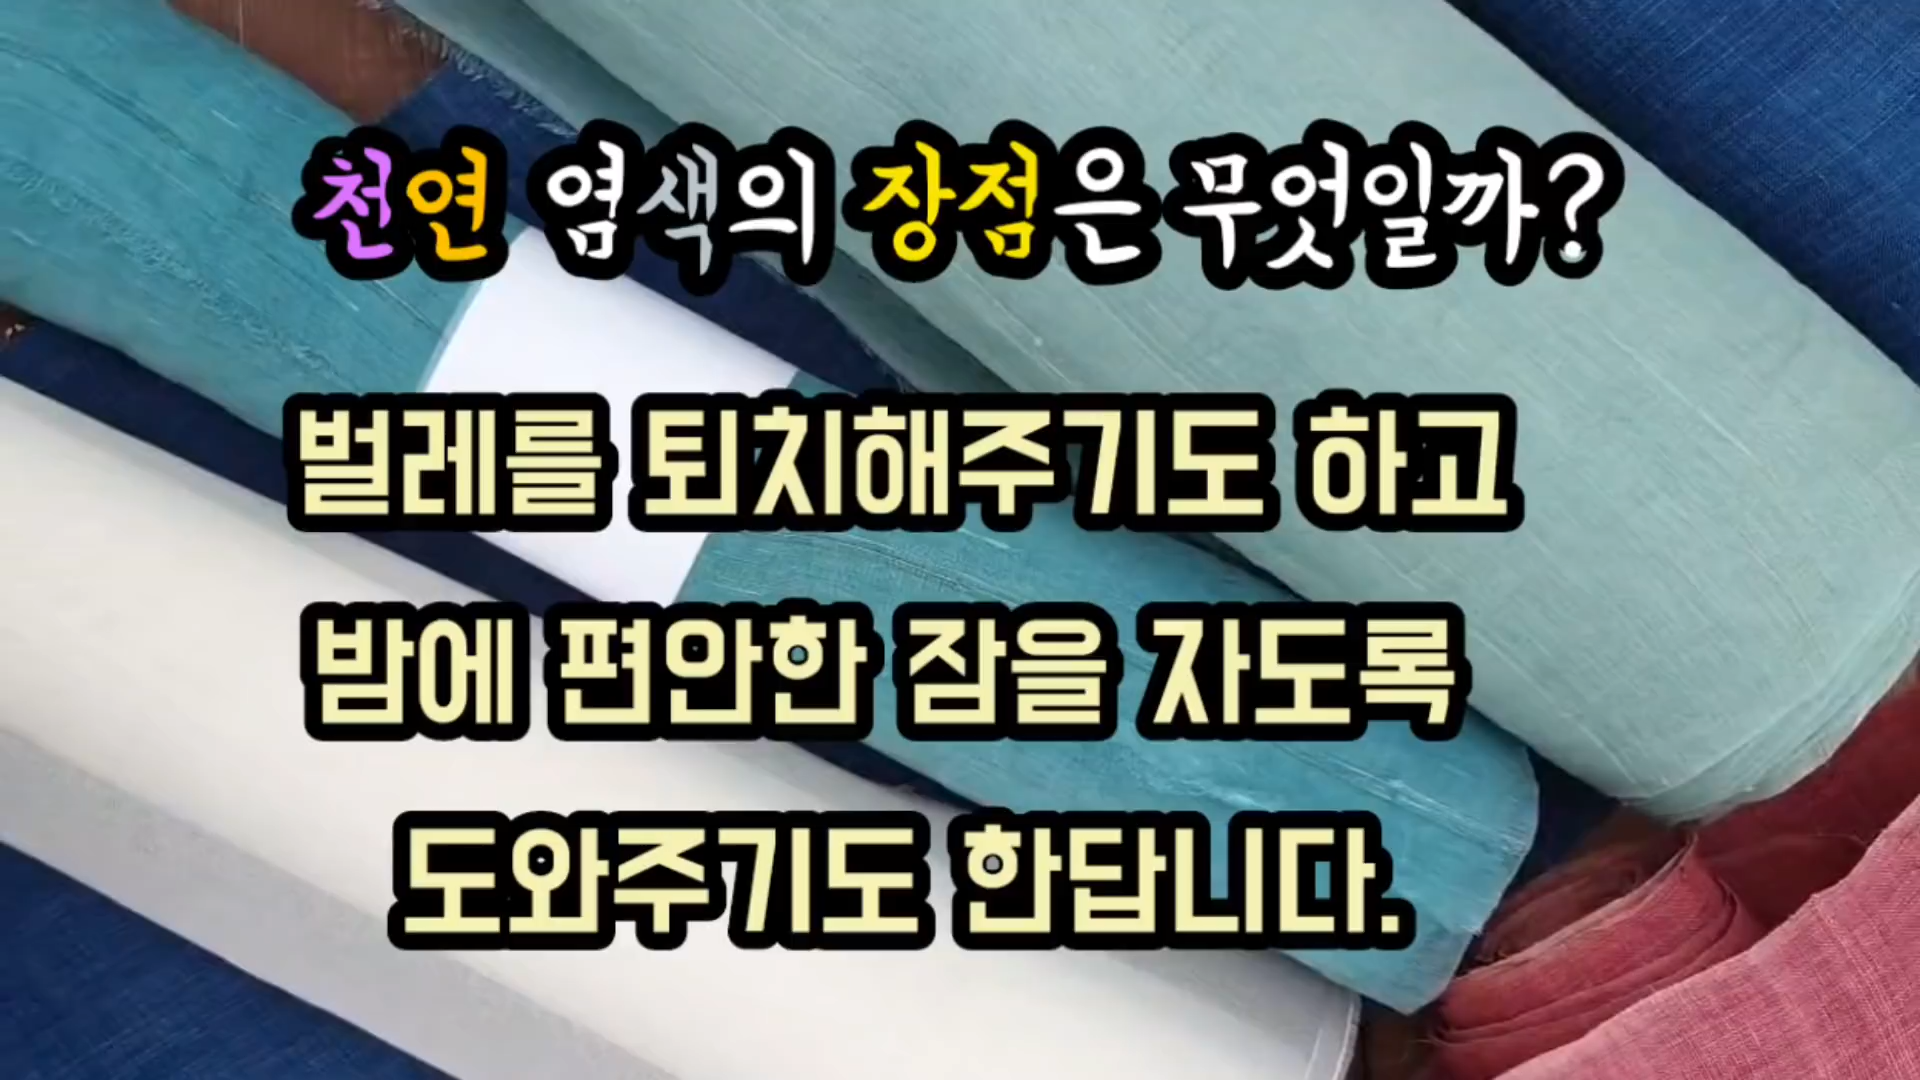 천연 염색의 장점은 무엇일까?
벌레를 퇴치해주기도 하고
밤에 편안한 잠을 자도록
도와주기도 한답니다.